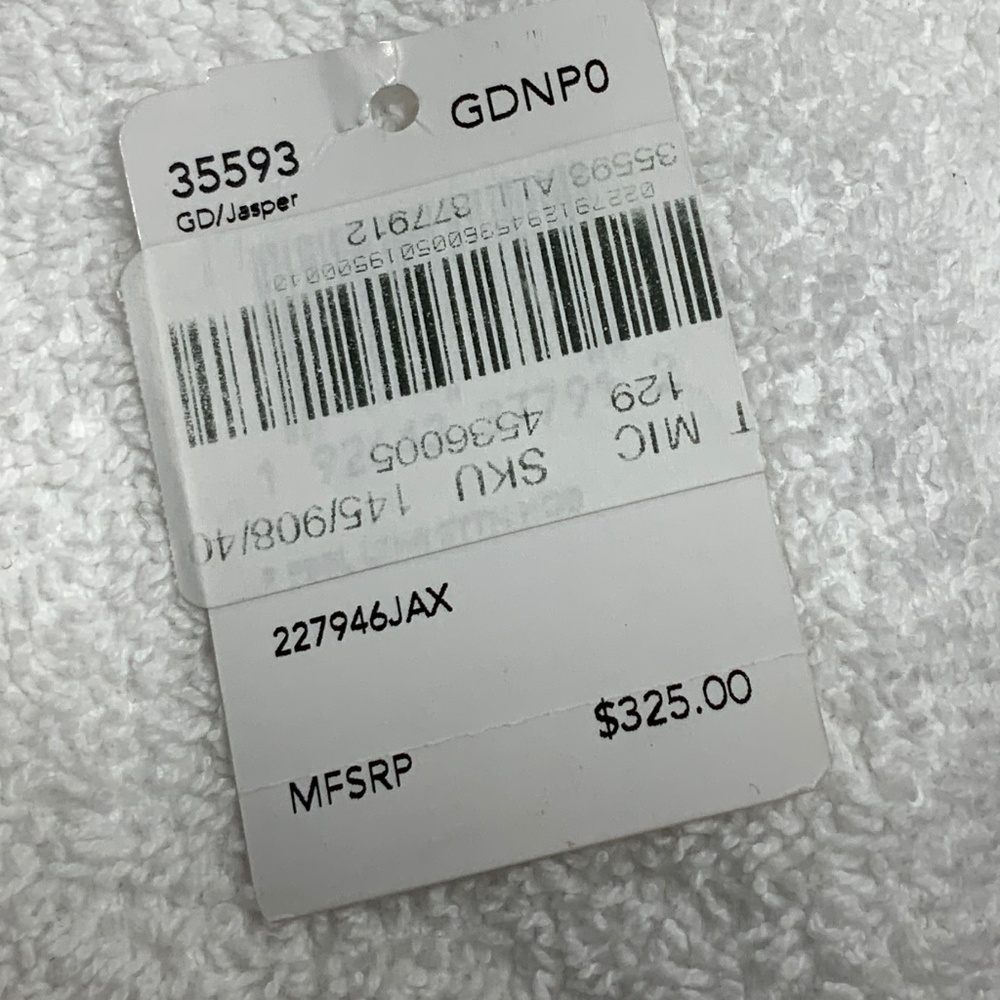 35593 GDNP0
GD/Jasper
145/908/40
SKU MIC
4536005 129
35593 ALL 377912
227946JAX
$325.00
MFSRP